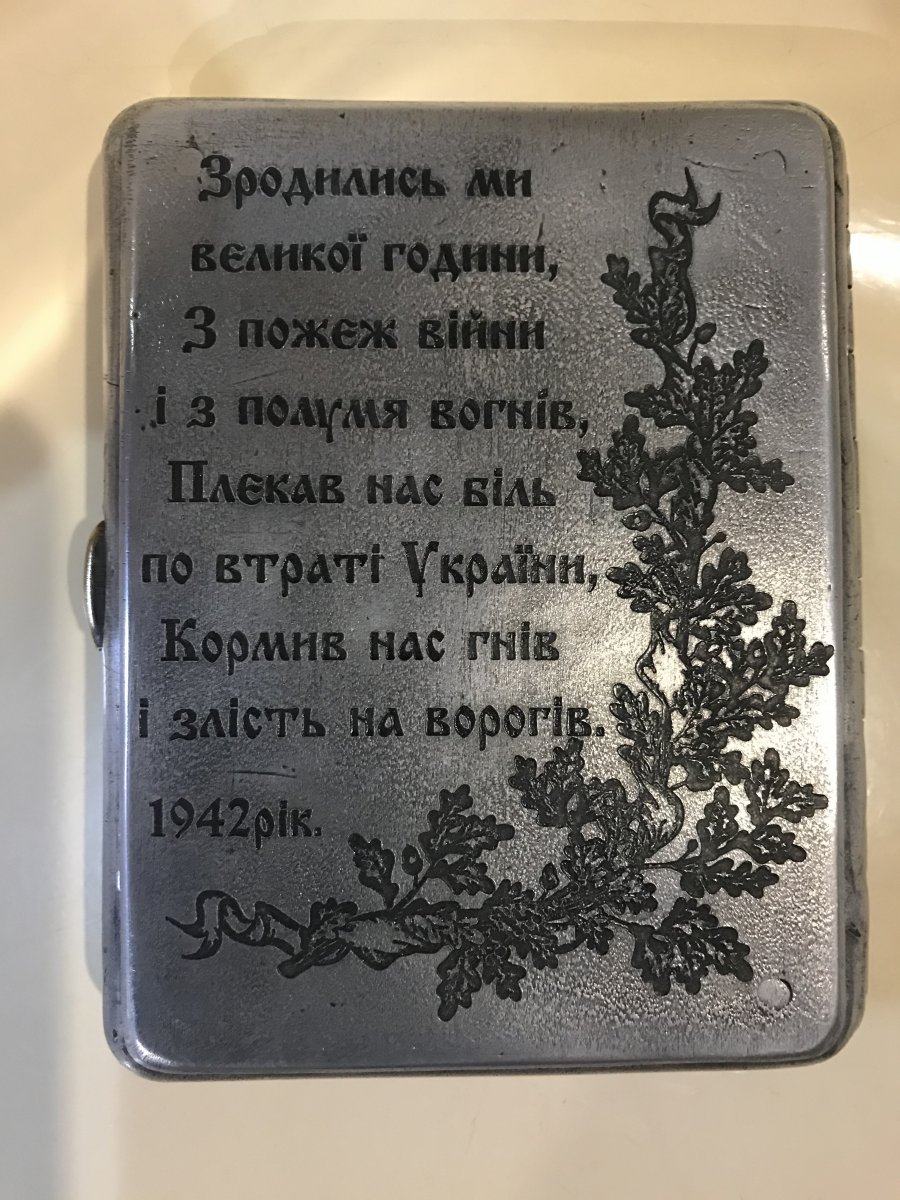 Зродились ми
великої години,
З пожеж війни
і з полумя вогнів,
Плекав нас біль
по втраті України,
Кормив нас гнів
і злість на ворогів.
1942рік.